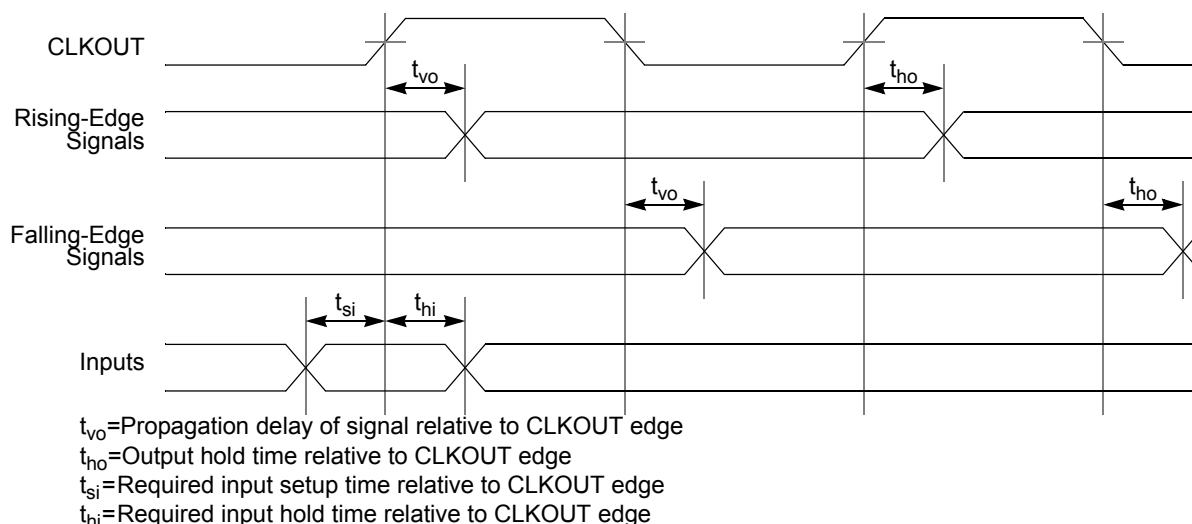 CLKOUT
t_vo
t_ho
Rising-Edge
Signals
t_vo
t_ho
Falling-Edge
Signals
t_si
t_hi
Inputs
t_vo=Propagation delay of signal relative to CLKOUT edge
t_ho=Output hold time relative to CLKOUT edge
t_si=Required input setup time relative to CLKOUT edge
t_hi=Required input hold time relative to CLKOUT edge